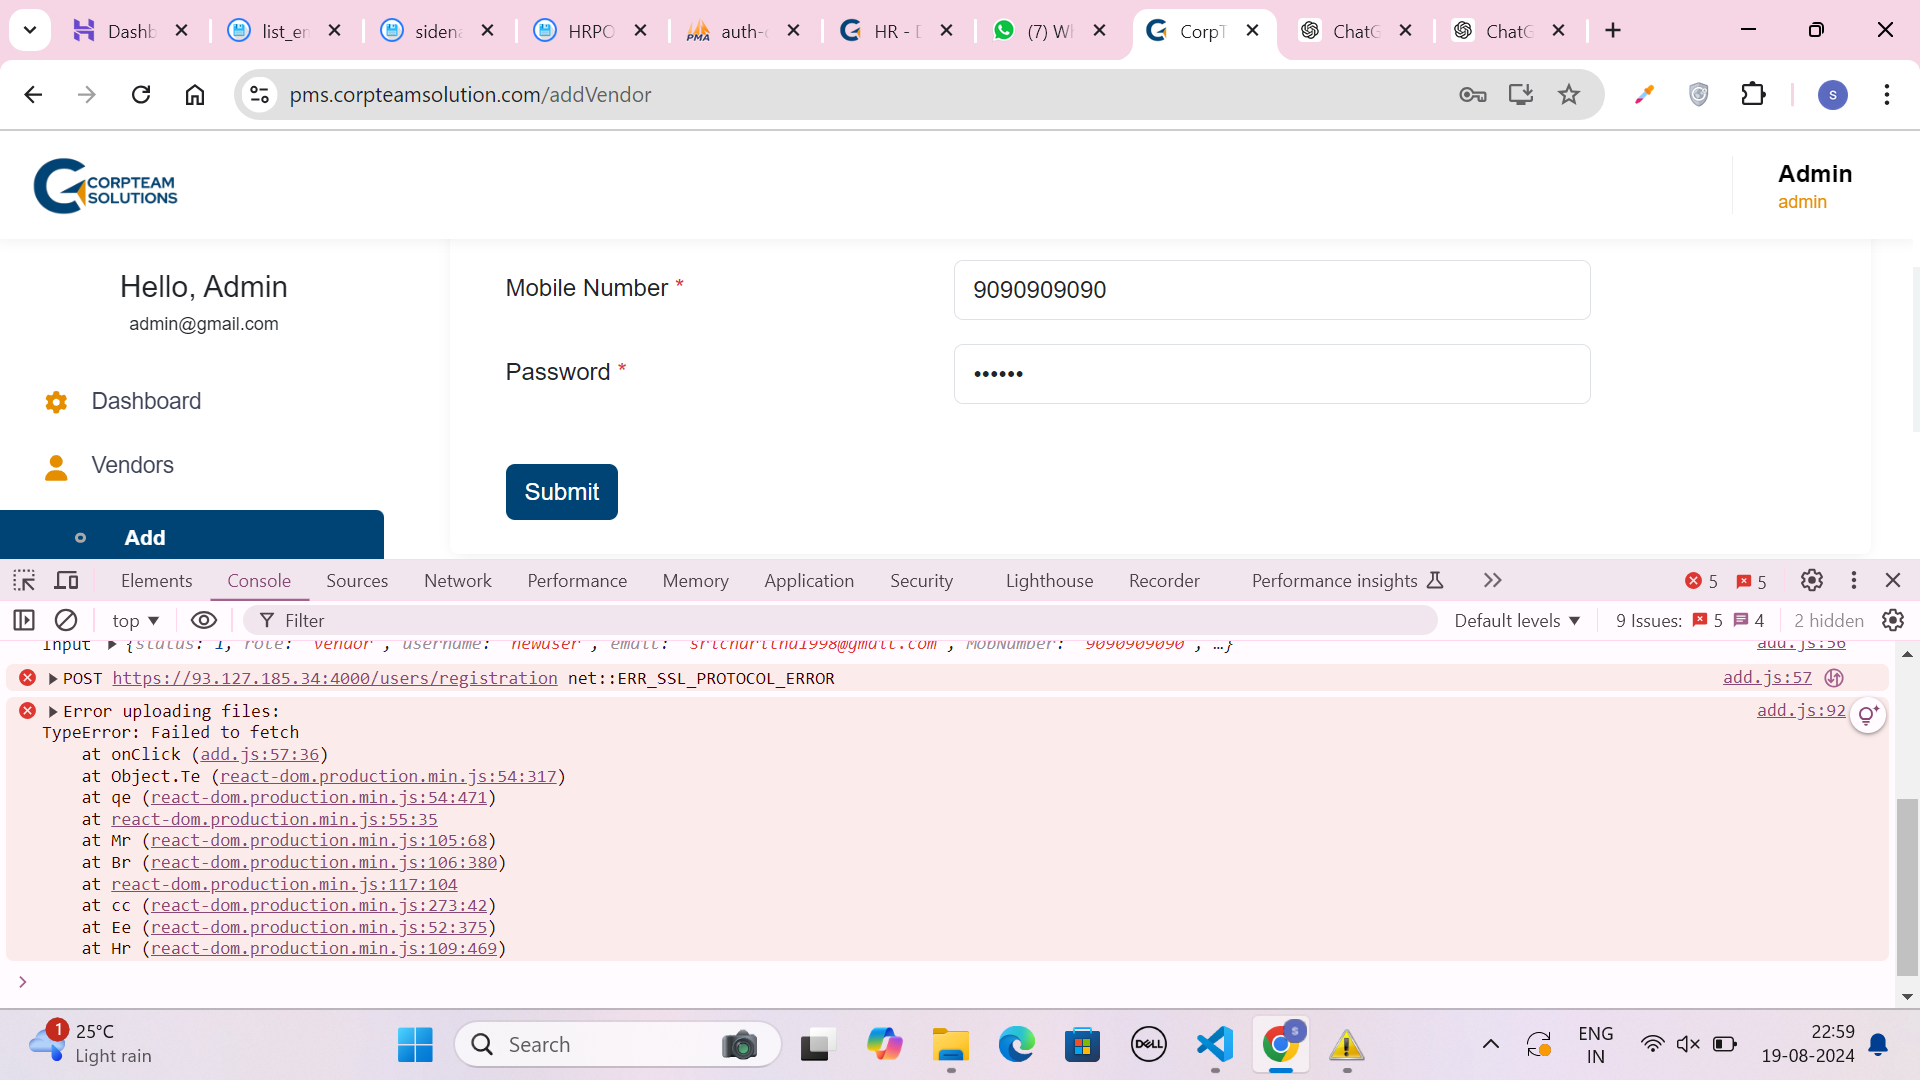 Dashb
list_en
sidena
HRPO
auth-c
HR - D
(7) Wh
CorpT
ChatG
ChatG
pms.corpteamsolution.com/addVendor
s
CORPTEAM
SOLUTIONS
Admin
admin
Hello, Admin
admin@gmail.com
Mobile Number *
9090909090
Password *
••••••
Dashboard
Vendors
Submit
Add
Elements Console Sources Network Performance Memory Application Security Lighthouse Recorder Performance insights
5 5
top
Filter
Default levels
9 Issues: 5 4
2 hidden
Input ▶ {status: 1, role: 'vendor', username: 'newuser', email: 'sricharitha1998@gmail.com', MobNumber: '9090909090', …} add.js:56
▶ POST https://93.127.185.34:4000/users/registration net::ERR_SSL_PROTOCOL_ERROR add.js:57
▶ Error uploading files: add.js:92
TypeError: Failed to fetch
at onClick (add.js:57:36)
at Object.Te (react-dom.production.min.js:54:317)
at qe (react-dom.production.min.js:54:471)
at react-dom.production.min.js:55:35
at Mr (react-dom.production.min.js:105:68)
at Br (react-dom.production.min.js:106:380)
at react-dom.production.min.js:117:104
at cc (react-dom.production.min.js:273:42)
at Ee (react-dom.production.min.js:52:375)
at Hr (react-dom.production.min.js:109:469)
1
25°C
Light rain
Search
PRE
DELL
s
ENG
IN
22:59
19-08-2024